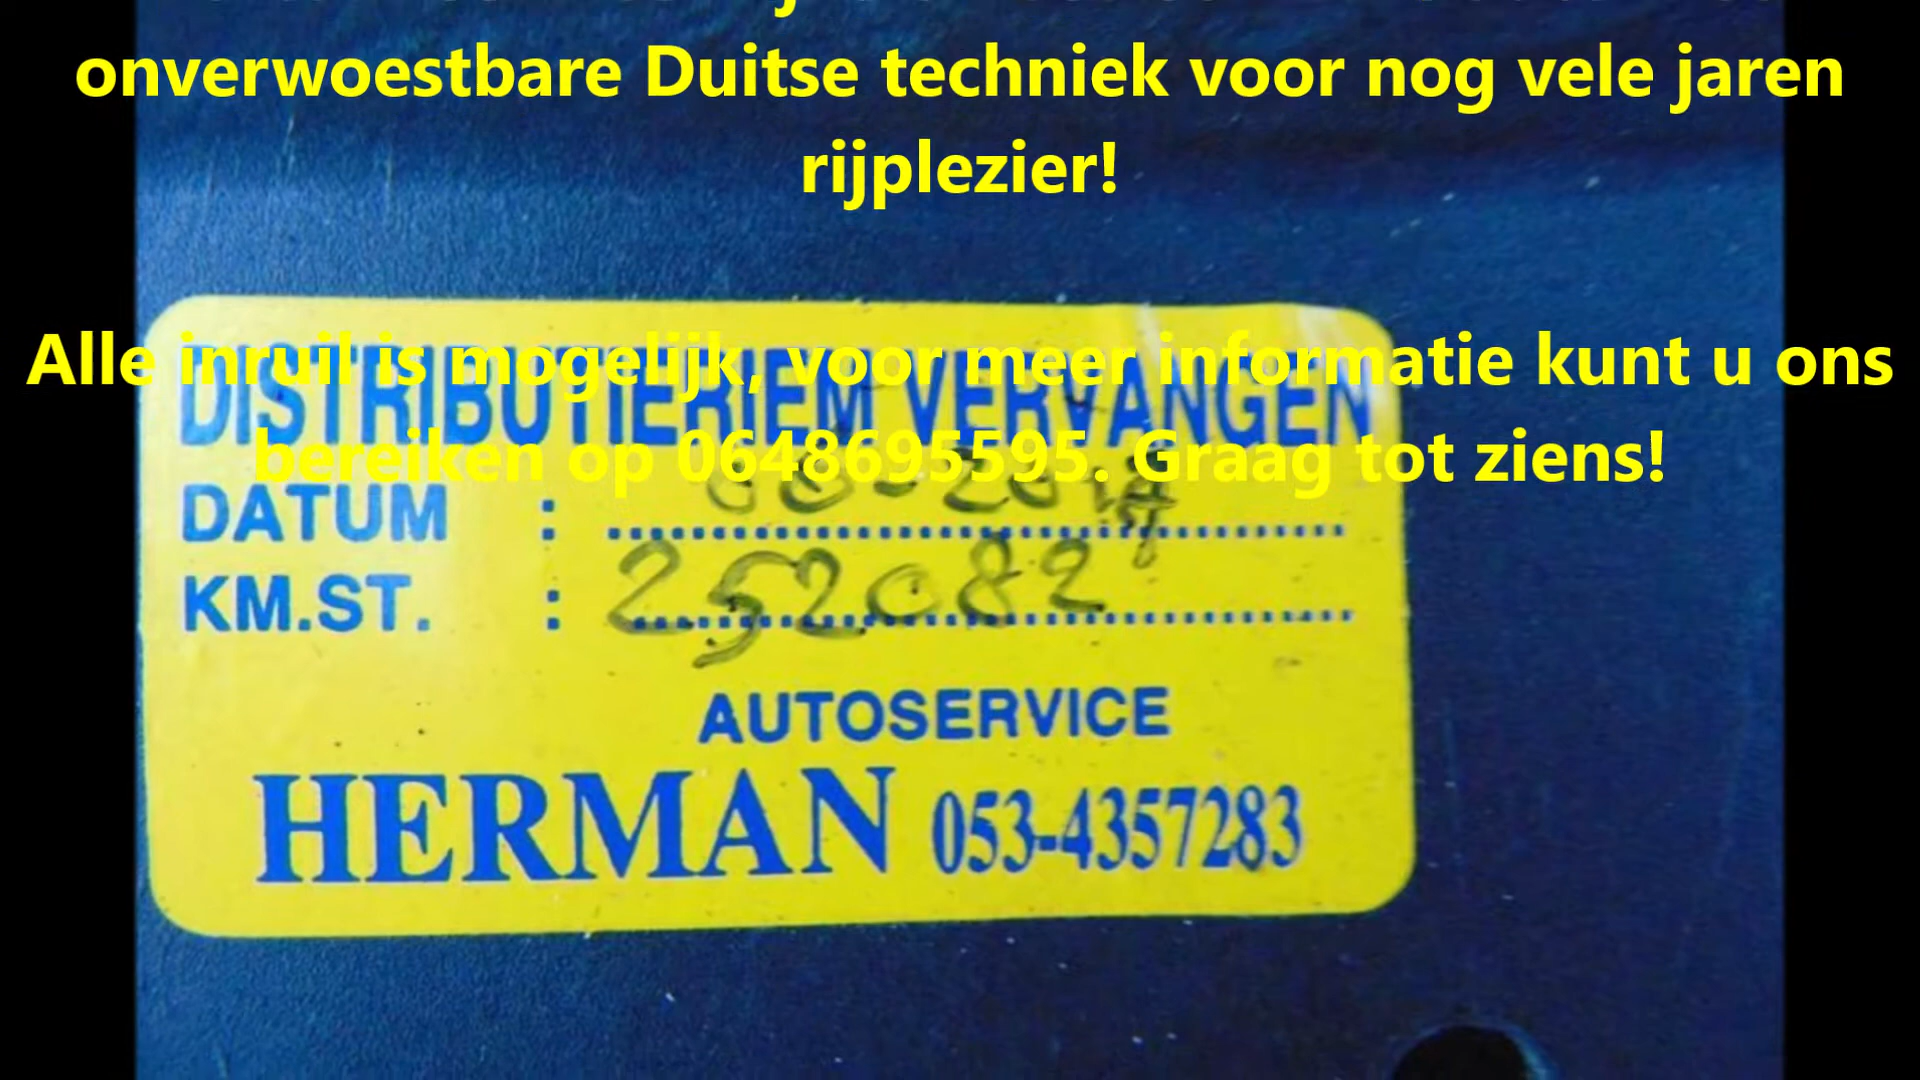 onverwoestbare Duitse techniek voor nog vele jaren
rijplezier!
Alle inruil is mogelijk, voor meer informatie kunt u ons
bereiken op 0648695595. Graag tot ziens!
DISTRIBUTIERIEM VERVANGEN
DATUM :
KM.ST. : 252082
AUTOSERVICE
HERMAN 053-4357283